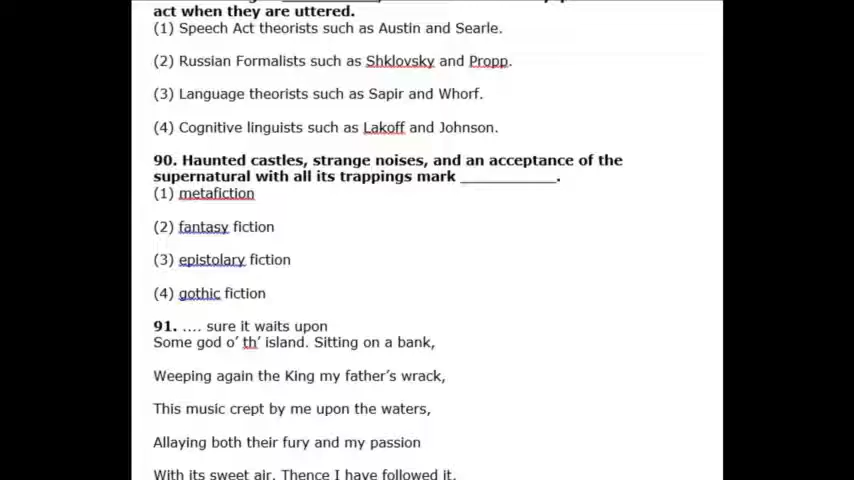 act when they are uttered.
(1) Speech Act theorists such as Austin and Searle.
(2) Russian Formalists such as Shklovsky and Propp.
(3) Language theorists such as Sapir and Whorf.
(4) Cognitive linguists such as Lakoff and Johnson.
90. Haunted castles, strange noises, and an acceptance of the
supernatural with all its trappings mark ____________.
(1) metafiction
(2) fantasy fiction
(3) epistolary fiction
(4) gothic fiction
91. .... sure it waits upon
Some god o’ th’ island. Sitting on a bank,
Weeping again the King my father’s wrack,
This music crept by me upon the waters,
Allaying both their fury and my passion
With its sweet air. Thence I have followed it.